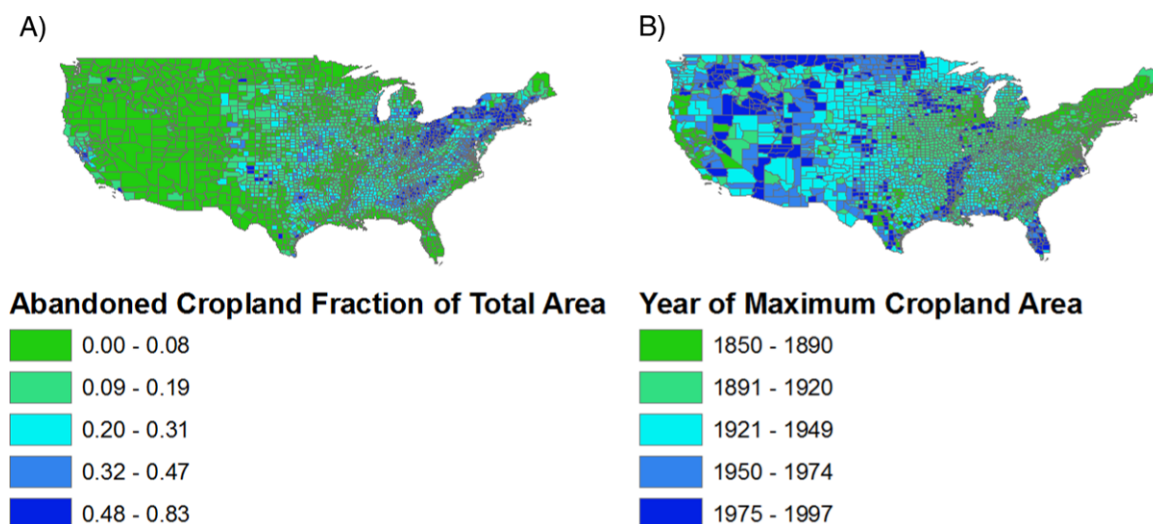 A)
B)
Abandoned Cropland Fraction of Total Area
0.00 - 0.08
0.09 - 0.19
0.20 - 0.31
0.32 - 0.47
0.48 - 0.83
Year of Maximum Cropland Area
1850 - 1890
1891 - 1920
1921 - 1949
1950 - 1974
1975 - 1997